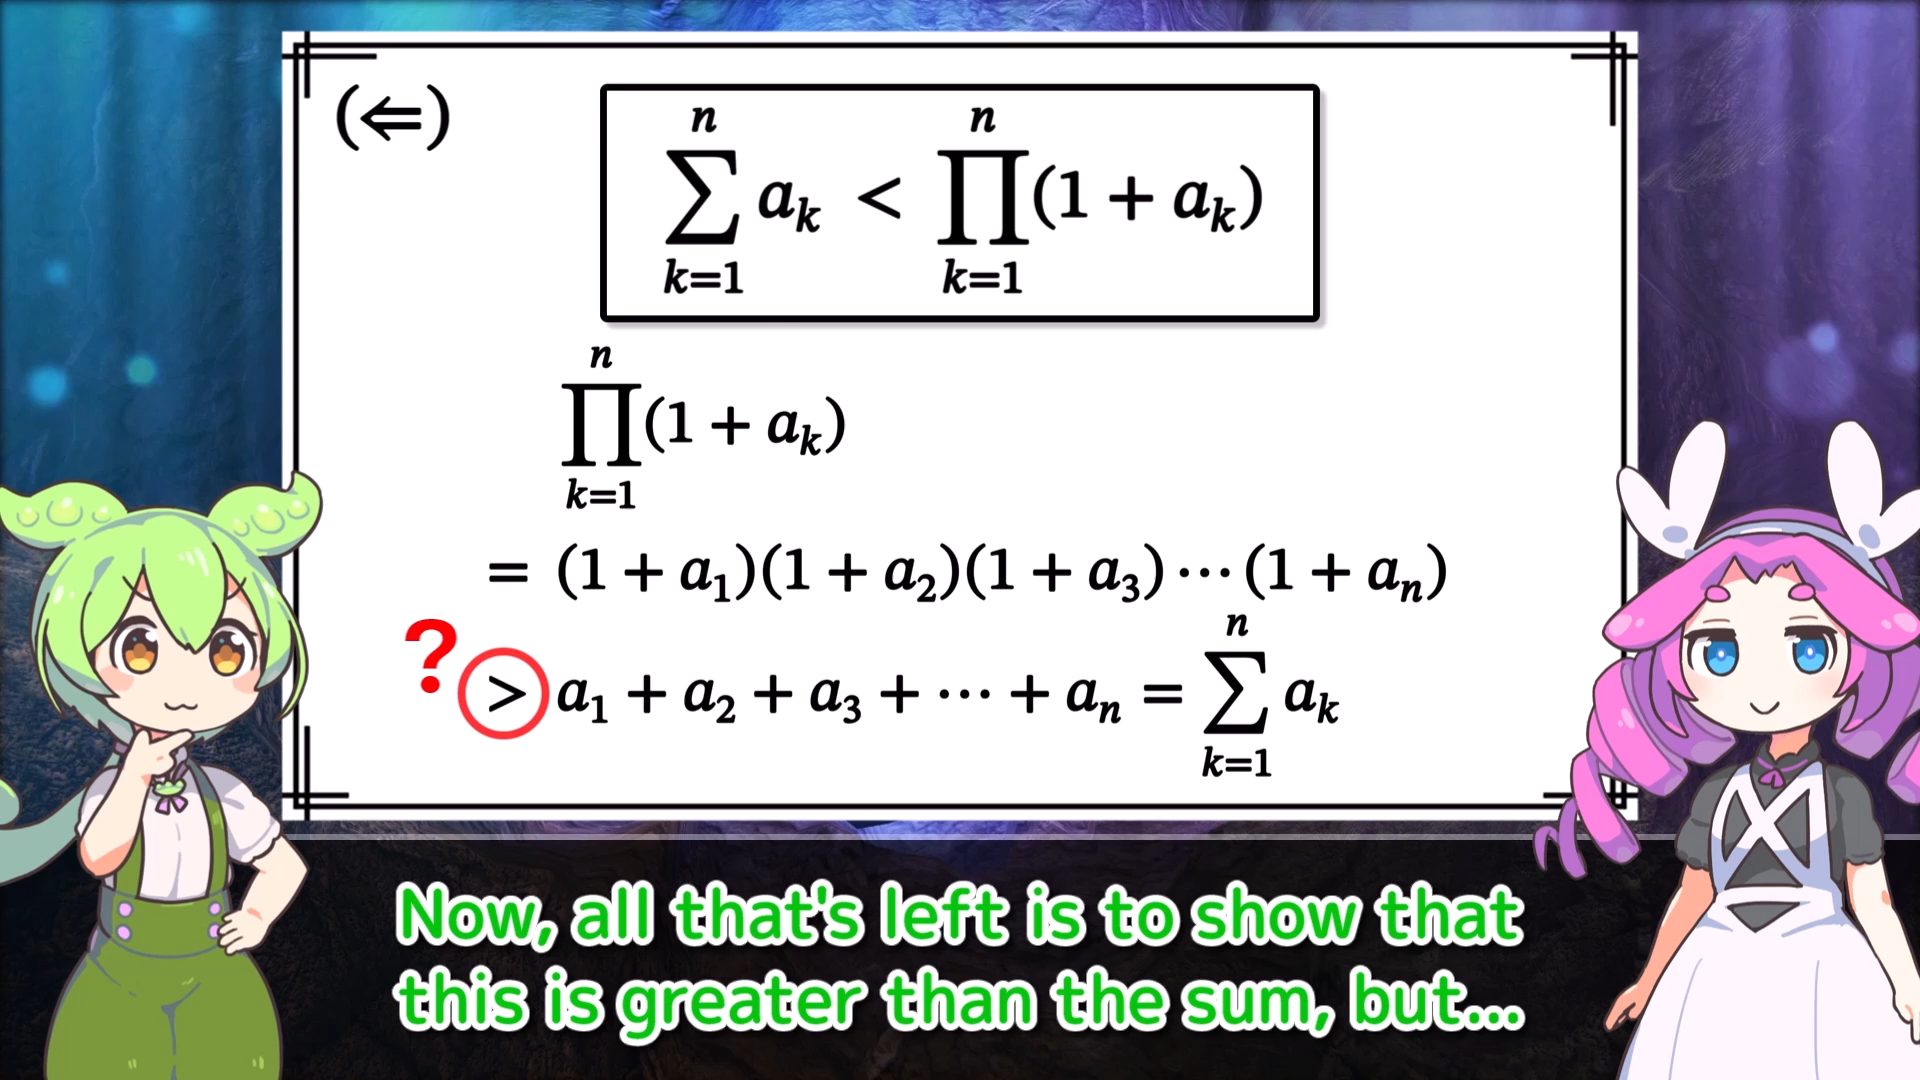 (⇐)
∑_{k=1}^{n} a_k < ∏_{k=1}^{n} (1 + a_k)
∏_{k=1}^{n} (1 + a_k)
= (1 + a_1)(1 + a_2)(1 + a_3)⋯(1 + a_n)
? > a_1 + a_2 + a_3 + ⋯ + a_n = ∑_{k=1}^{n} a_k
Now, all that's left is to show that
this is greater than the sum, but...